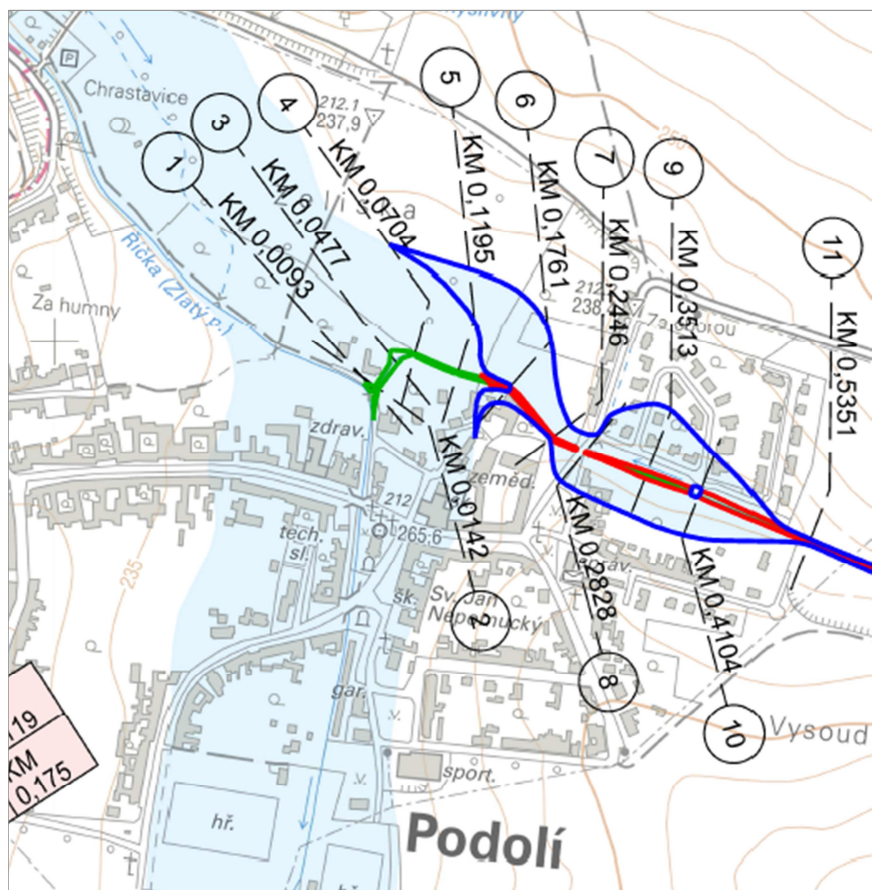 P
Chrastavice
212.1
237,9
250
1
3
4
5
6
7
9
11
KM 0,0093
KM 0,0477
KM 0,0704
KM 0,1195
KM 0,1761
KM 0,2446
KM 0,3513
KM 0,5351
Říčka (Zlatý p.)
Za humny
zdrav.
212
265,6
zeměd.
tech.
sl.
šk.
Sv. Jan
Nepomucký
KM 0,0142
KM 0,2828
KM 0,4104
2
8
10
235
gar.
v.
v.
v.
v.
sport.
Vysoud
119
KM
0,175
hř.
Podolí